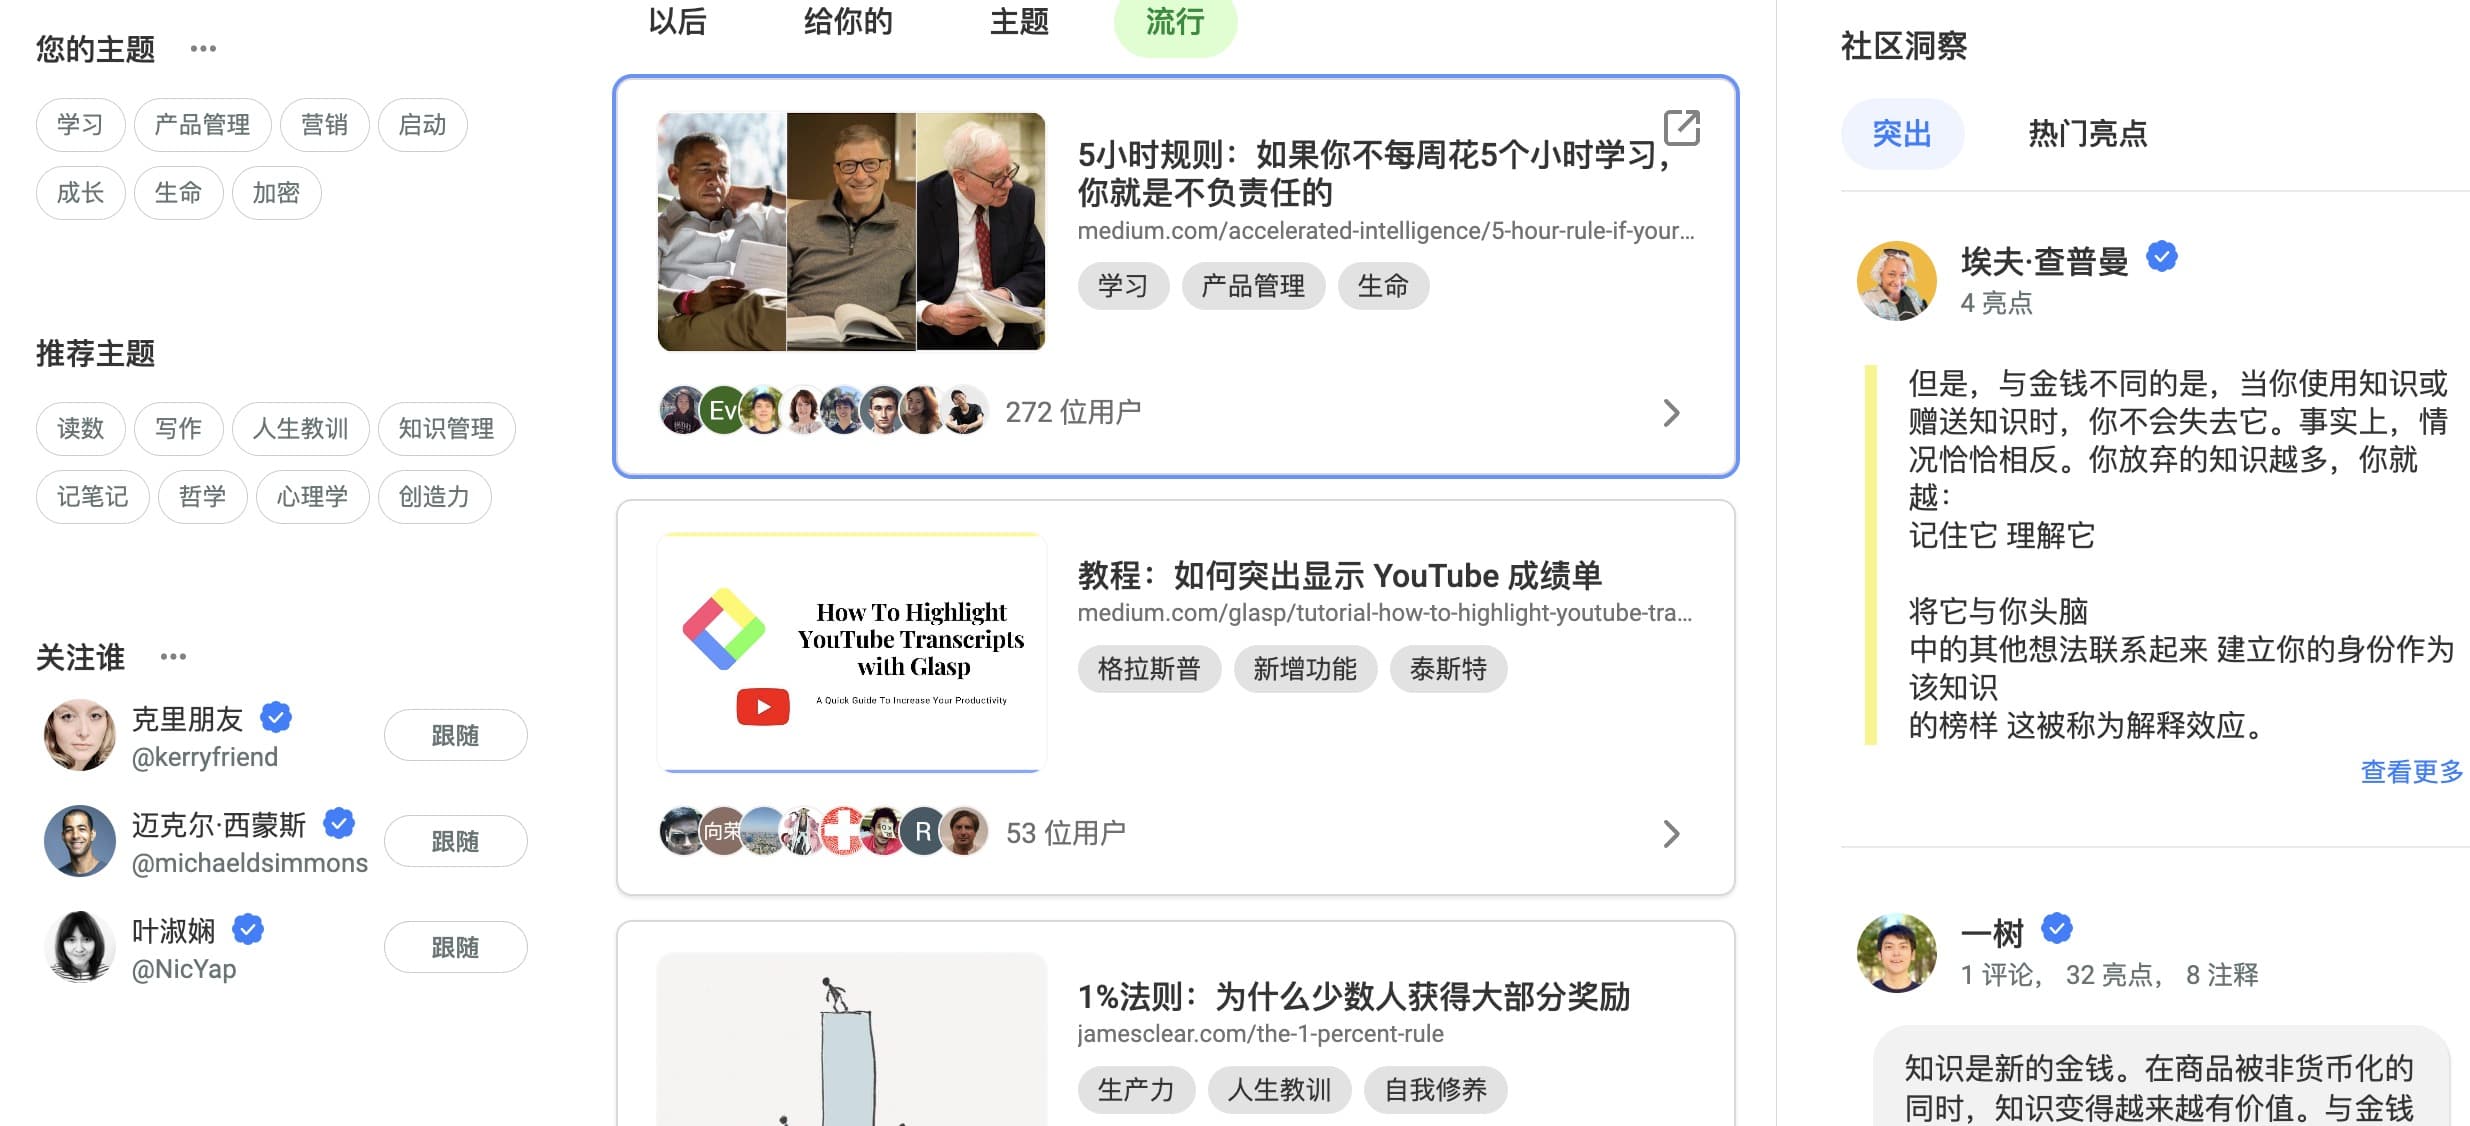 您的主题
学习 产品管理 营销 启动
成长 生命 加密
推荐主题
读数 写作 人生教训 知识管理
记笔记 哲学 心理学 创造力
关注谁
克里朋友
@kerryfriend
跟随
迈克尔·西蒙斯
@michaeldsimmons
跟随
叶淑娴
@NicYap
跟随
以后 给你的 主题 流行
5小时规则：如果你不每周花5个小时学习，
你就是不负责任的
medium.com/accelerated-intelligence/5-hour-rule-if-your...
学习 产品管理 生命
Ev
272 位用户
How To Highlight
YouTube Transcripts
with Glasp
A Quick Guide To Increase Your Productivity
教程：如何突出显示 YouTube 成绩单
medium.com/glasp/tutorial-how-to-highlight-youtube-tra...
格拉斯普 新增功能 泰斯特
向荣
R
53 位用户
1%法则：为什么少数人获得大部分奖励
jamesclear.com/the-1-percent-rule
生产力 人生教训 自我修养
社区洞察
突出 热门亮点
埃夫·查普曼
4 亮点
但是，与金钱不同的是，当你使用知识或
赠送知识时，你不会失去它。事实上，情
况恰恰相反。你放弃的知识越多，你就
越：
记住它 理解它
将它与你头脑
中的其他想法联系起来 建立你的身份作为
该知识
的榜样 这被称为解释效应。
查看更多
一树
1 评论， 32 亮点， 8 注释
知识是新的金钱。在商品被非货币化的
同时，知识变得越来越有价值。与金钱